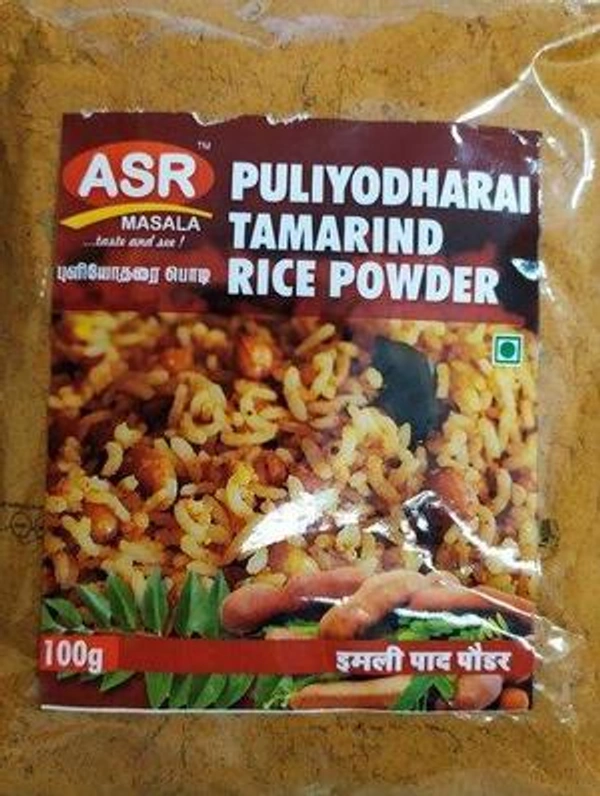 ASR
TM
MASALA
...taste and see !
புளியோதரை பொடி
PULIYODHARAI
TAMARIND
RICE POWDER
100g
इमली पाद पौडर